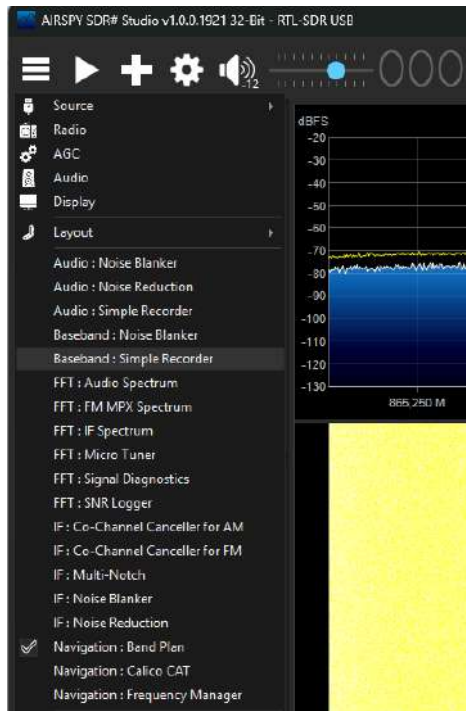 AIRSPY SDR# Studio v1.0.0.1921 32-Bit - RTL-SDR USB
-12
000
Source
Radio
AGC
Audio
Display
Layout
Audio : Noise Blanker
Audio : Noise Reduction
Audio : Simple Recorder
Baseband : Noise Blanker
Baseband : Simple Recorder
FFT : Audio Spectrum
FFT : FM MPX Spectrum
FFT : IF Spectrum
FFT : Micro Tuner
FFT : Signal Diagnostics
FFT : SNR Logger
IF : Co-Channel Canceller for AM
IF : Co-Channel Canceller for FM
IF : Multi-Notch
IF : Noise Blanker
IF : Noise Reduction
Navigation : Band Plan
Navigation : Calico CAT
Navigation : Frequency Manager
dBFS
-20
-30
-40
-50
-60
-70
-80
-90
-100
-110
-120
-130
865,250 M